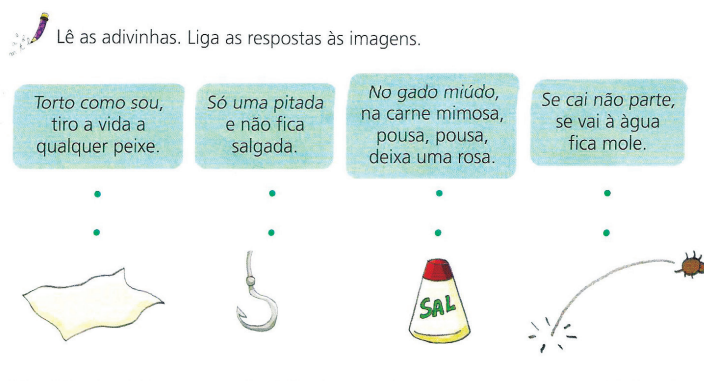 Lê as adivinhas. Liga as respostas às imagens.
Torto como sou,
tiro a vida a
qualquer peixe.
Só uma pitada
e não fica
salgada.
No gado miúdo,
na carne mimosa,
pousa, pousa,
deixa uma rosa.
Se cai não parte,
se vai à àgua
fica mole.
SAL